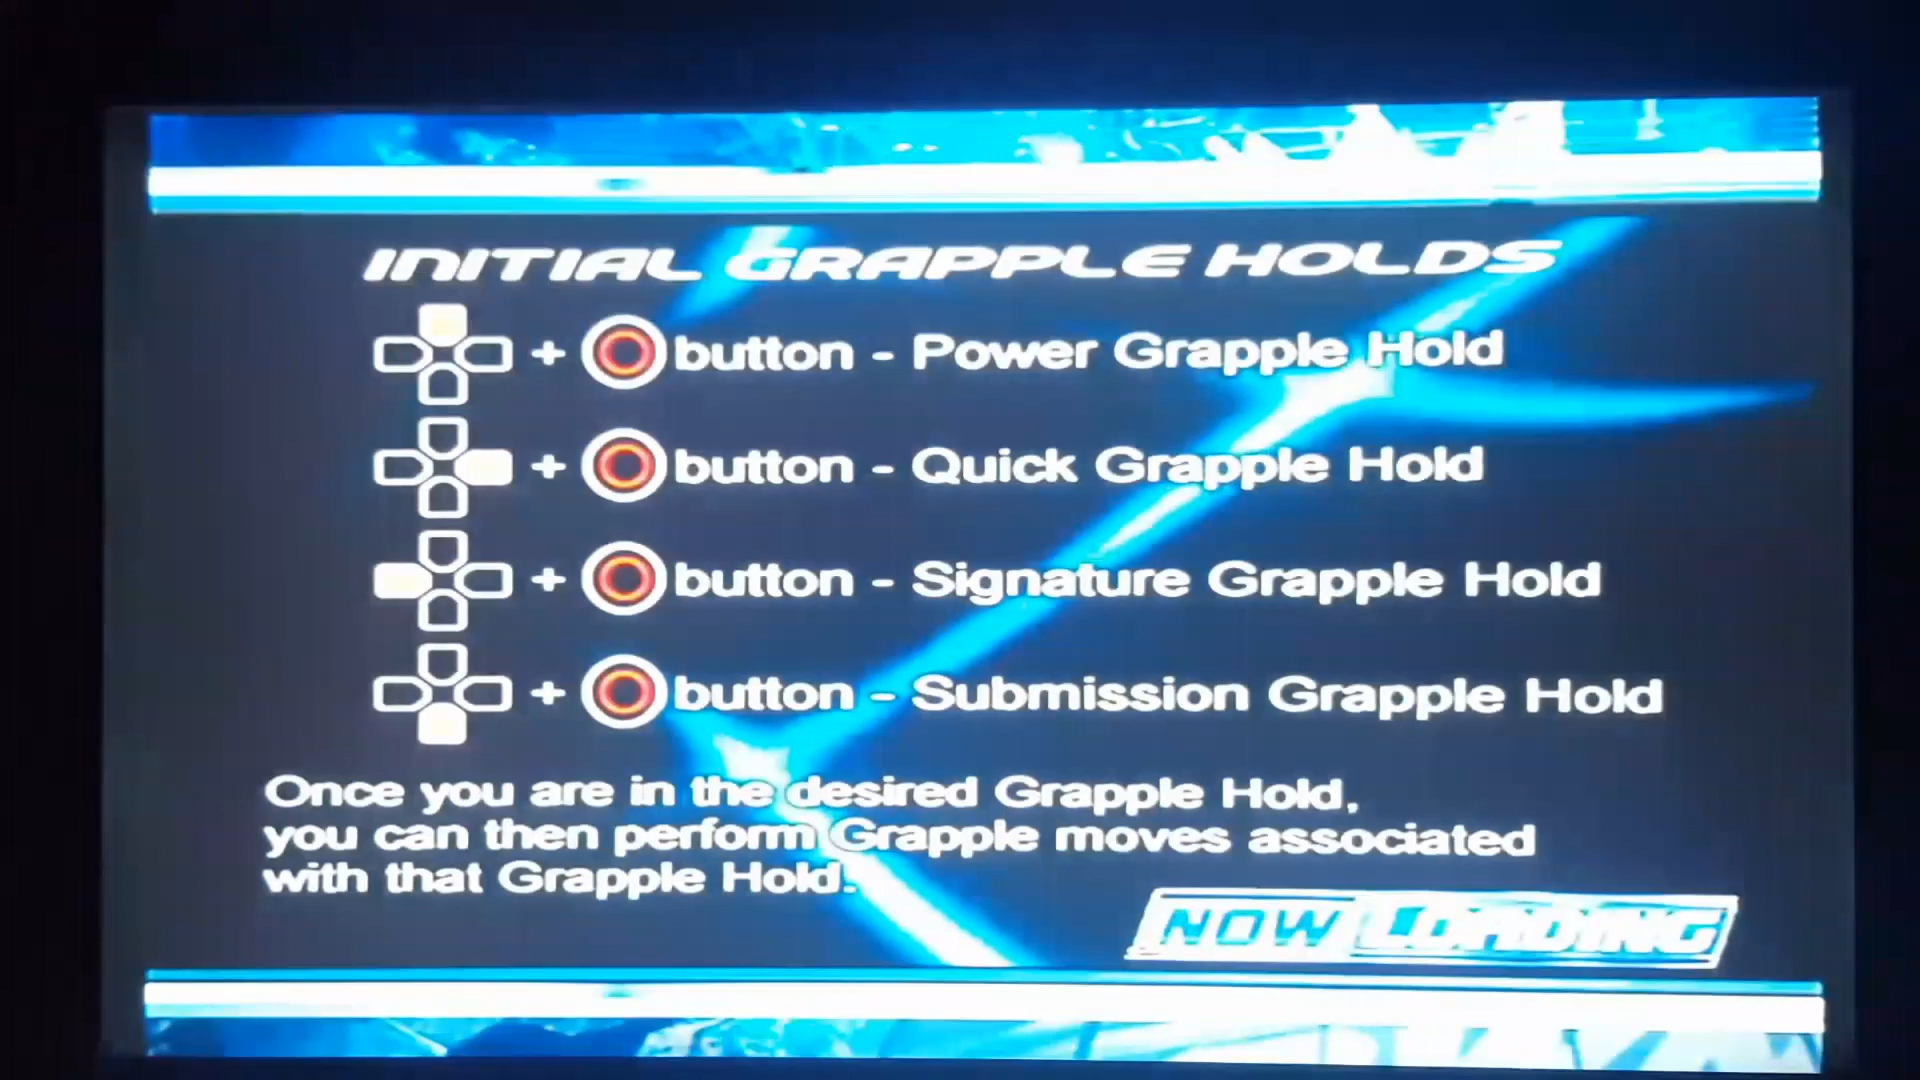 INITIAL GRAPPLE HOLDS
+ button - Power Grapple Hold
+ button - Quick Grapple Hold
+ button - Signature Grapple Hold
+ button - Submission Grapple Hold
Once you are in the desired Grapple Hold,
you can then perform Grapple moves associated
with that Grapple Hold.
NOW LOADING